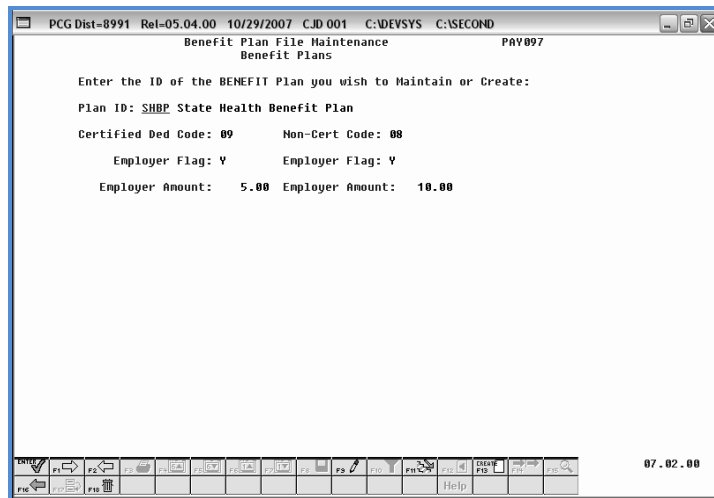 PCG Dist=8991 Rel=05.04.00 10/29/2007 CJD 001 C:\DEVSYS C:\SECOND
Benefit Plan File Maintenance PAY097
Benefit Plans
Enter the ID of the BENEFIT Plan you wish to Maintain or Create:
Plan ID: SHBP State Health Benefit Plan
Certified Ded Code: 09 Non-Cert Code: 08
Employer Flag: Y Employer Flag: Y
Employer Amount: 5.00 Employer Amount: 10.00
ENTER F1 F2 F3 F4 F5 F6 F7 F8 F9 F10 F11 F12 CREATE F13 F14 F15 07.02.00
F16 F17 F18 Help